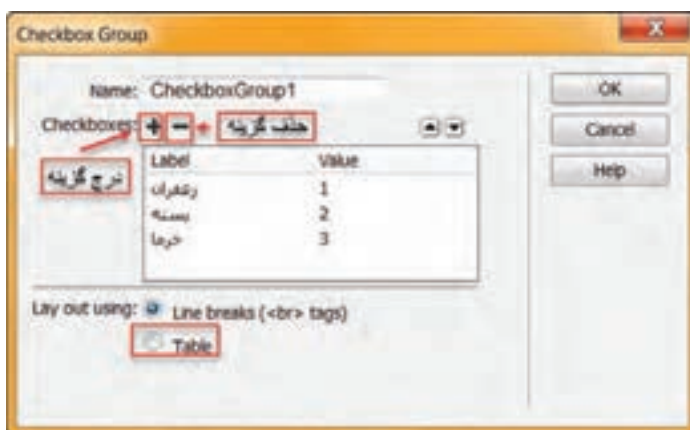 Checkbox Group
Name: CheckboxGroup1
OK
Checkboxes: + - حذف گزینه
Cancel
درج گزینه
Label Value
Help
زعفران 1
پسته 2
خرما 3
Lay out using: Line breaks (<br> tags)
Table